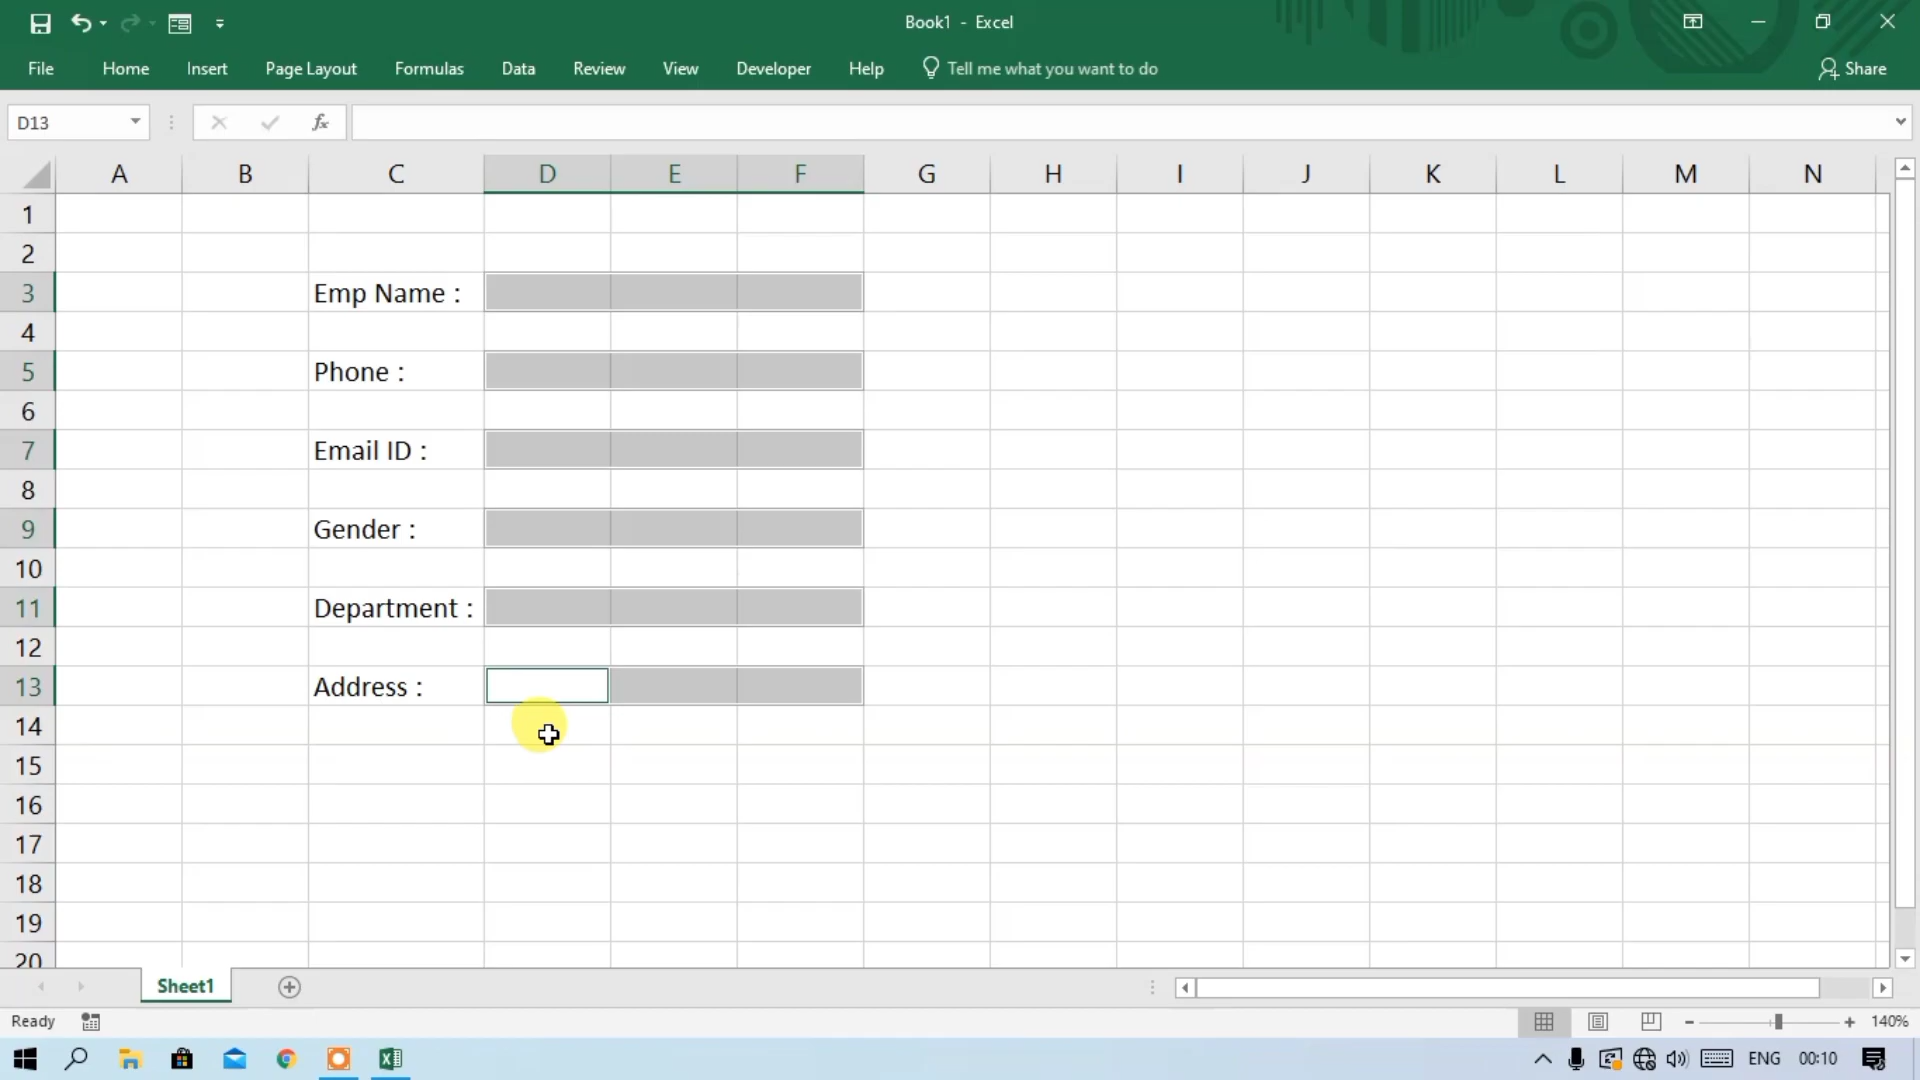 Book1 - Excel
File Home Insert Page Layout Formulas Data Review View Developer Help Tell me what you want to do Share
D13 fx
A B C D E F G H I J K L M N
1
2
3 Emp Name :
4
5 Phone :
6
7 Email ID :
8
9 Gender :
10
11 Department :
12
13 Address :
14
15
16
17
18
19
20
Sheet1
Ready 140%
ENG 00:10